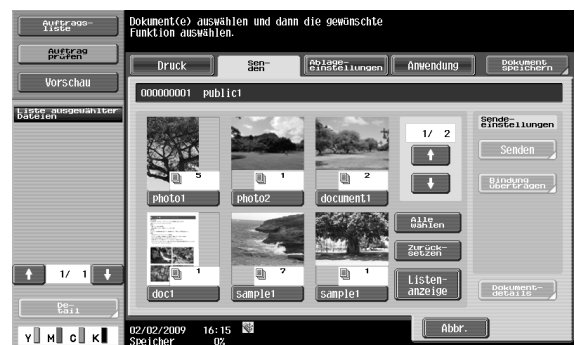 Auftrags-
liste
Auftrag
prüfen
Vorschau
Liste ausgewählter
Dateien
1/ 1
De-
tail
Y M C K
Dokument(e) auswählen und dann die gewünschte
Funktion auswählen.
Druck
Sen-
den
Ablage-
einstellungen
Anwendung
Dokument
speichern
000000001 public1
5
photo1
1
photo2
2
document1
1
doc1
7
sample1
1
sample1
1/ 2
Alle
wählen
Zurück-
setzen
Listen-
anzeige
Sende-
einstellungen
Senden
Bindung
übertragen
Dokument-
details
02/02/2009 16:15
Speicher 0%
Abbr.